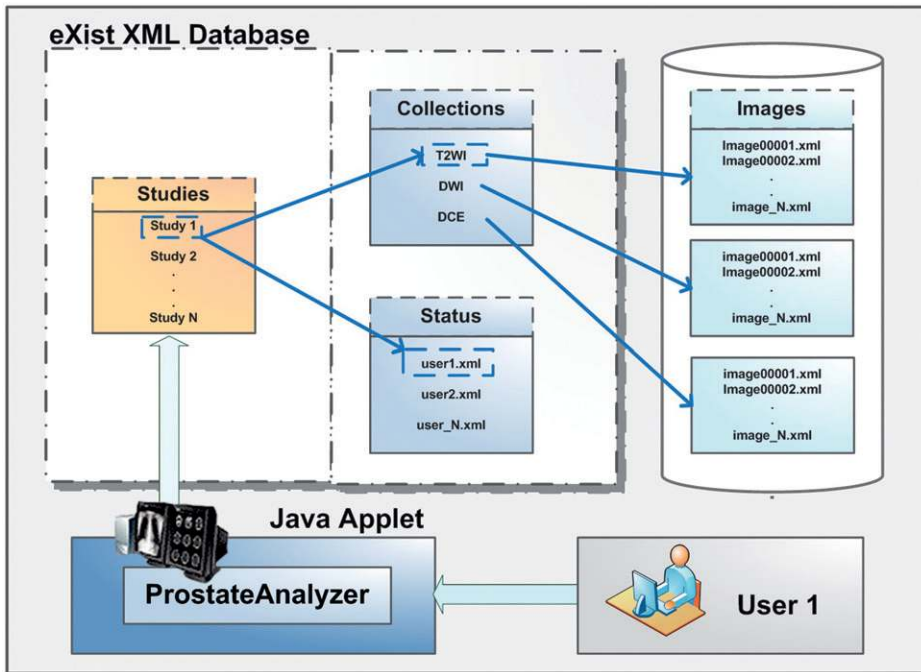 eXist XML Database
Studies
Study 1
Study 2
.
.
.
Study N
Collections
T2WI
DWI
DCE
Status
user1.xml
user2.xml
user_N.xml
Images
Image00001.xml
Image00002.xml
.
.
image_N.xml
image00001.xml
Image00002.xml
.
.
image_N.xml
image00001.xml
Image00002.xml
.
.
image_N.xml
Java Applet
ProstateAnalyzer
User 1